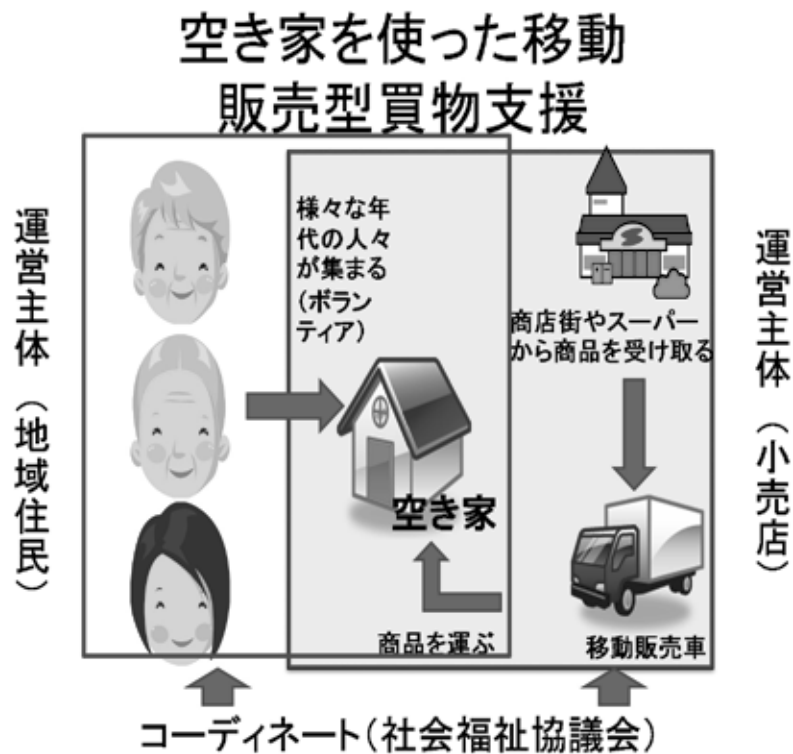 空き家を使った移動
販売型買物支援
運営主体（地域住民）
様々な年
代の人々
が集まる
（ボラン
ティア）
商店街やスーパー
から商品を受け取る
運営主体（小売店）
空き家
商品を運ぶ
移動販売車
コーディネート（社会福祉協議会）